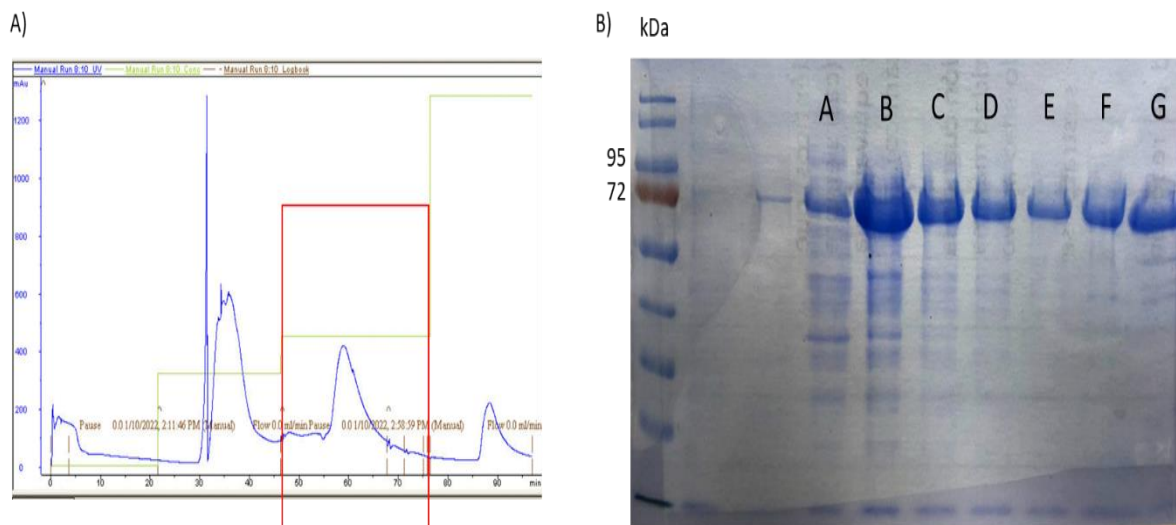 A)
Manual Run 8:10_UV Manual Run 8:10_Conc Manual Run 8:10_Logbook
mAu
1200
1000
800
600
400
200
0
Pause 0.0 1/10/2022, 2:11:46 PM (Manual) Flow 0.0 ml/min Pause 0.0 1/10/2022, 2:58:59 PM (Manual) Flow 0.0 ml/min
0 10 20 30 40 50 60 70 80 90 min
B) kDa
A B C D E F G
95
72